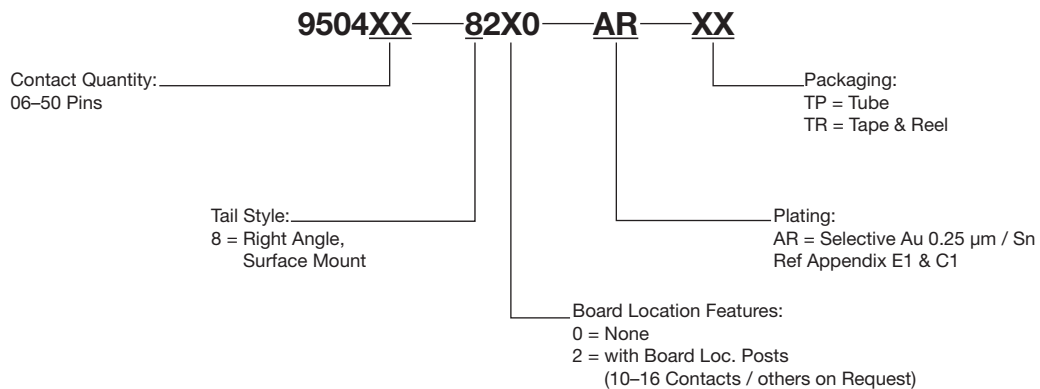 9504XX 82X0 AR XX
Contact Quantity:
06–50 Pins
Packaging:
TP = Tube
TR = Tape & Reel
Tail Style:
8 = Right Angle,
Surface Mount
Plating:
AR = Selective Au 0.25 µm / Sn
Ref Appendix E1 & C1
Board Location Features:
0 = None
2 = with Board Loc. Posts
(10–16 Contacts / others on Request)